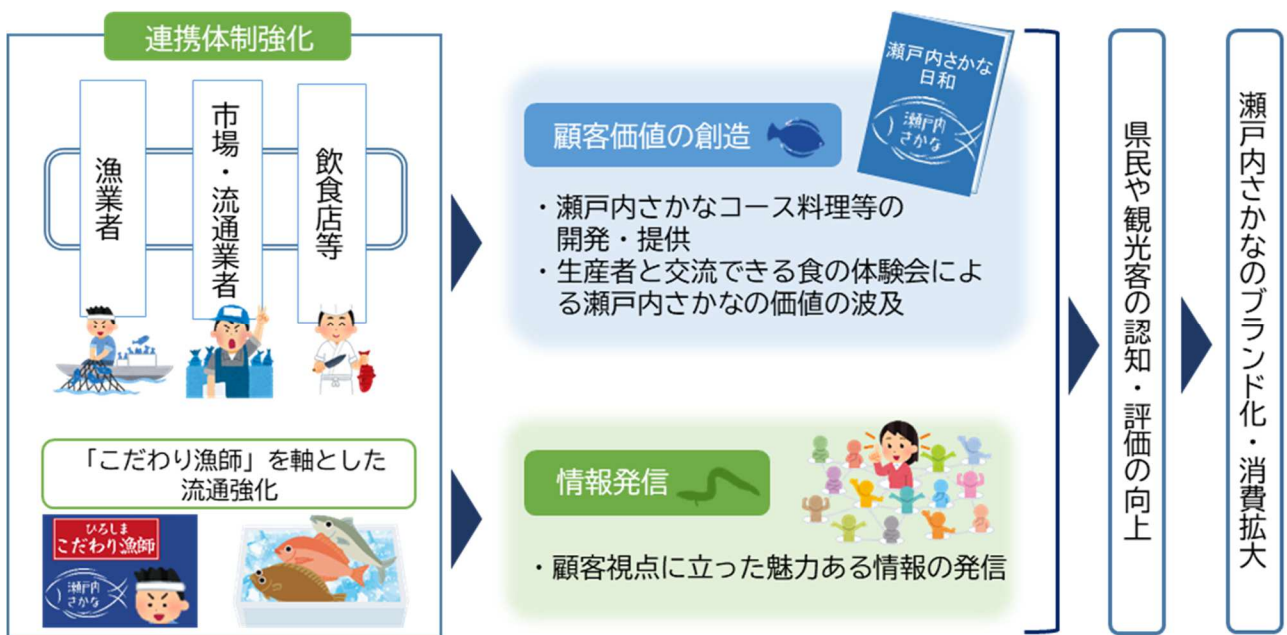 連携体制強化
漁業者
市場・流通業者
飲食店等
「こだわり漁師」を軸とした
流通強化
ひろしま
こだわり漁師
瀬戸内
さかな
瀬戸内さかな
日和
瀬戸内
さかな
顧客価値の創造
・瀬戸内さかなコース料理等の
開発・提供
・生産者と交流できる食の体験会によ
る瀬戸内さかなの価値の波及
情報発信
・顧客視点に立った魅力ある情報の発信
県民や観光客の認知・評価の向上
瀬戸内さかなのブランド化・消費拡大